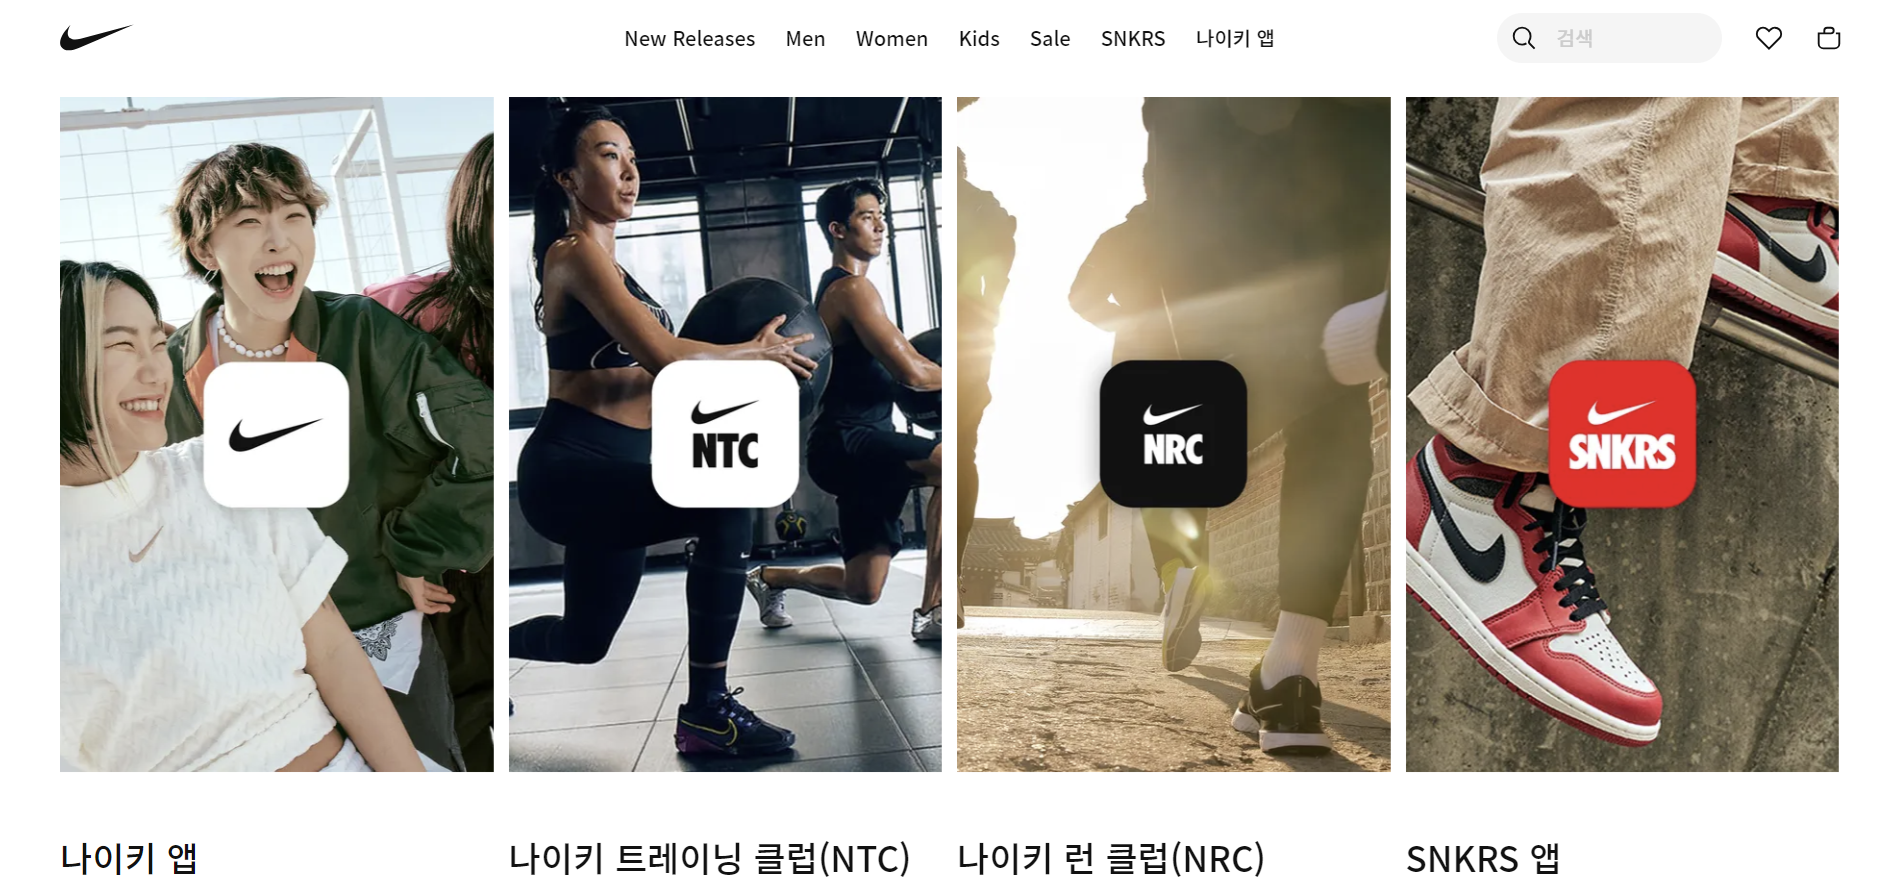 New Releases Men Women Kids Sale SNKRS 나이키 앱 검색
NTC
NRC
SNKRS
나이키 앱 나이키 트레이닝 클럽(NTC) 나이키 런 클럽(NRC) SNKRS 앱